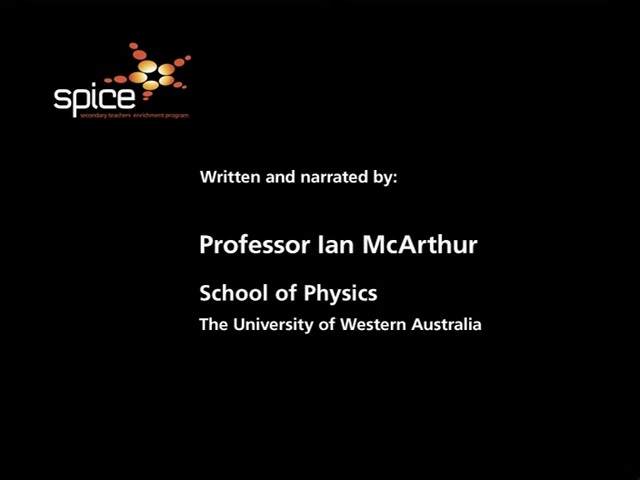 spice
secondary teachers enrichment program
Written and narrated by:
Professor Ian McArthur
School of Physics
The University of Western Australia